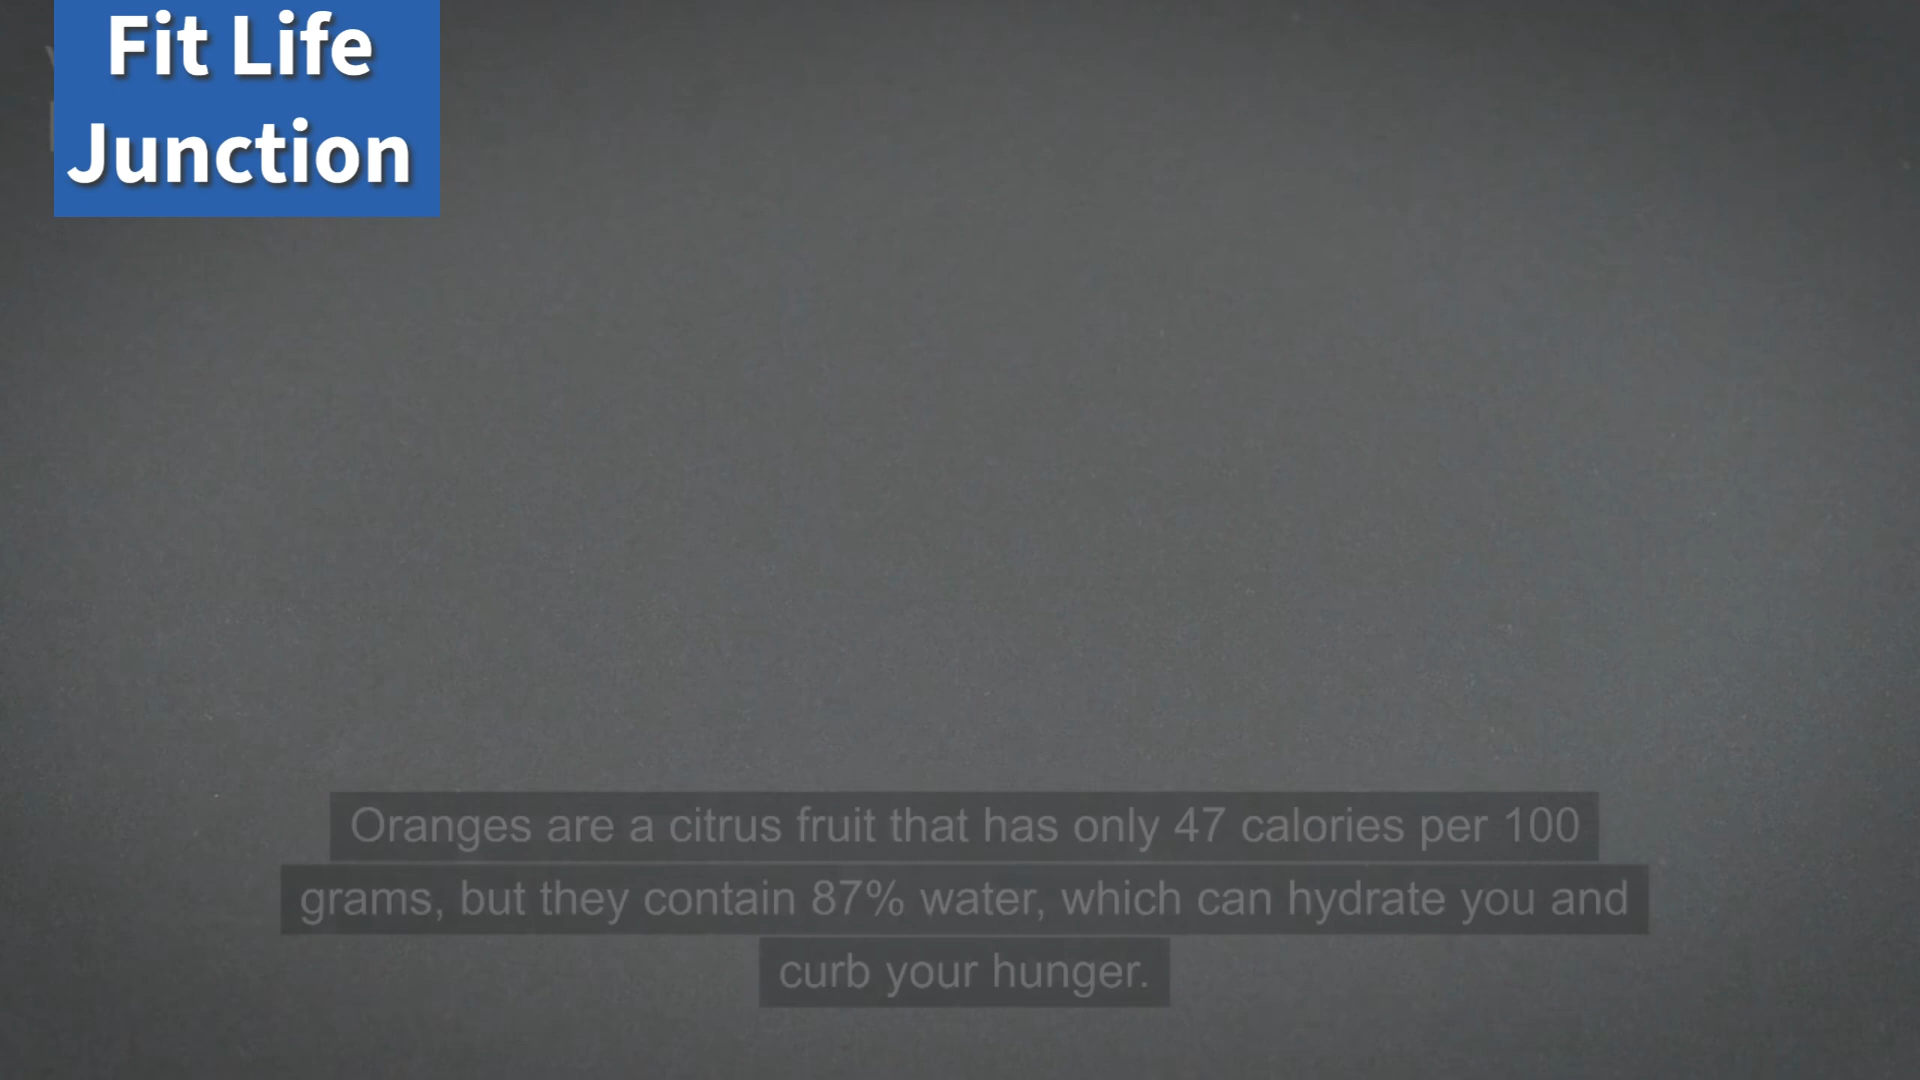 Fit Life
Junction
Oranges are a citrus fruit that has only 47 calories per 100
grams, but they contain 87% water, which can hydrate you and
curb your hunger.